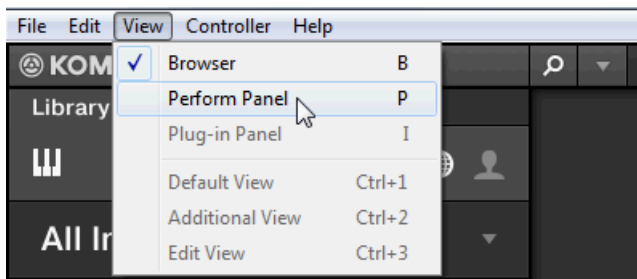 File Edit View Controller Help
KOM
Browser B
Library
Perform Panel P
Plug-in Panel I
Default View Ctrl+1
Additional View Ctrl+2
All In
Edit View Ctrl+3